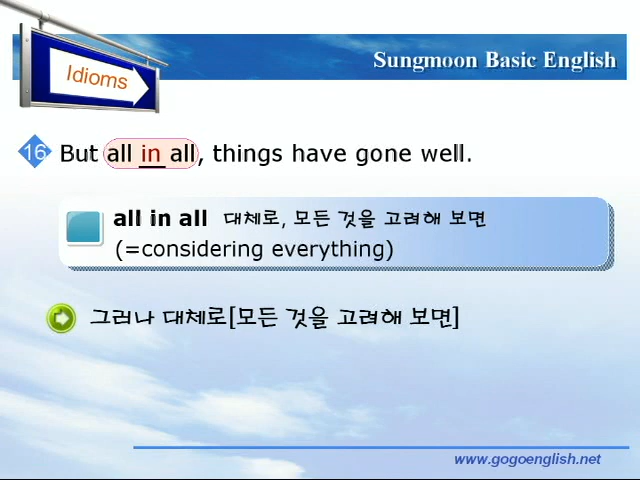 Idioms
Sungmoon Basic English
16 But all in all, things have gone well.
all in all 대체로, 모든 것을 고려해 보면
(=considering everything)
그러나 대체로[모든 것을 고려해 보면]
www.gogoenglish.net